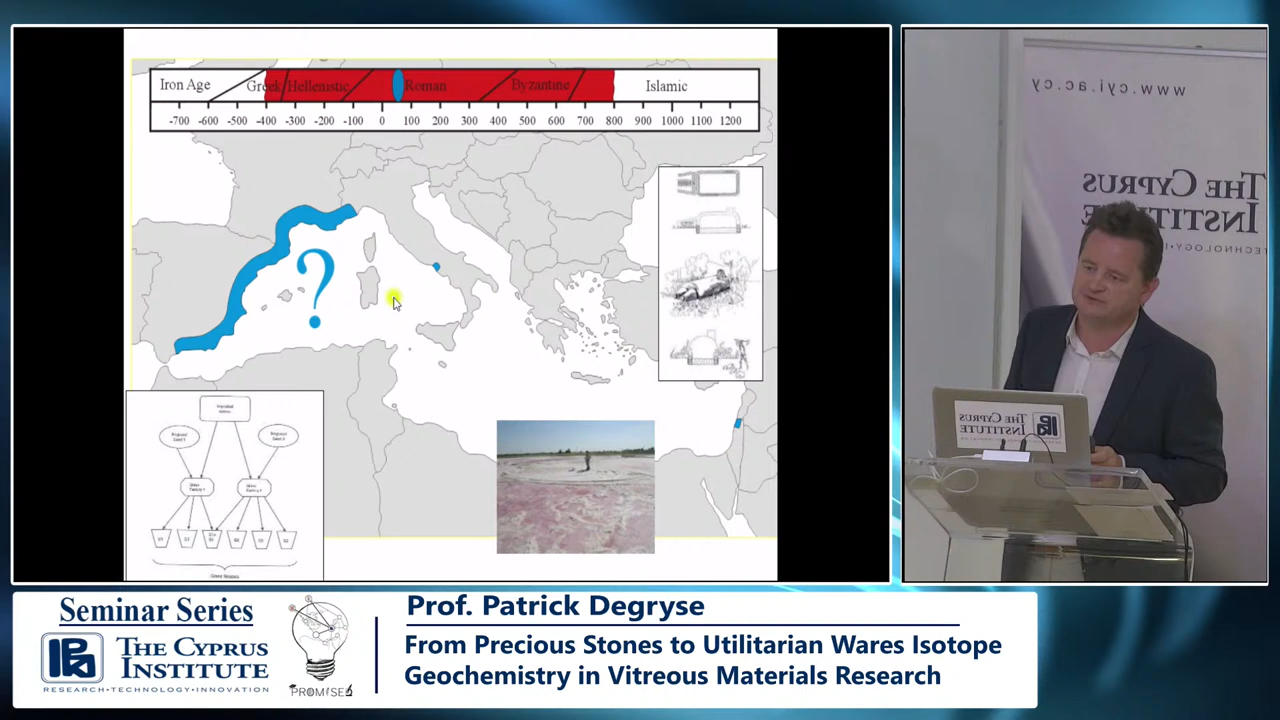 Iron Age Greek Hellenistic Roman Byzantine Islamic
-700 -600 -500 -400 -300 -200 -100 0 100 200 300 400 500 600 700 800 900 1000 1100 1200
?
www.cyi.ac.cy
THE CYPRUS
INSTITUTE
THE CYPRUS
INSTITUTE
Seminar Series
THE CYPRUS
INSTITUTE
RESEARCH•TECHNOLOGY•INNOVATION
PROMISE
Prof. Patrick Degryse
From Precious Stones to Utilitarian Wares Isotope
Geochemistry in Vitreous Materials Research